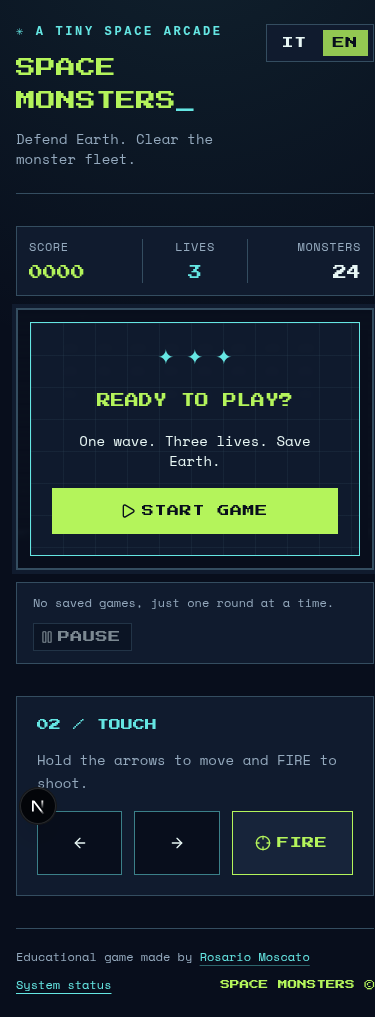 ✳ A TINY SPACE ARCADE
IT EN
SPACE
MONSTERS_
Defend Earth. Clear the
monster fleet.
SCORE LIVES MONSTERS
0000 3 24
READY TO PLAY?
One wave. Three lives. Save
Earth.
START GAME
No saved games, just one round at a time.
PAUSE
02 / TOUCH
Hold the arrows to move and FIRE to
shoot.
N
← → FIRE
Educational game made by Rosario Moscato
System status SPACE MONSTERS ©